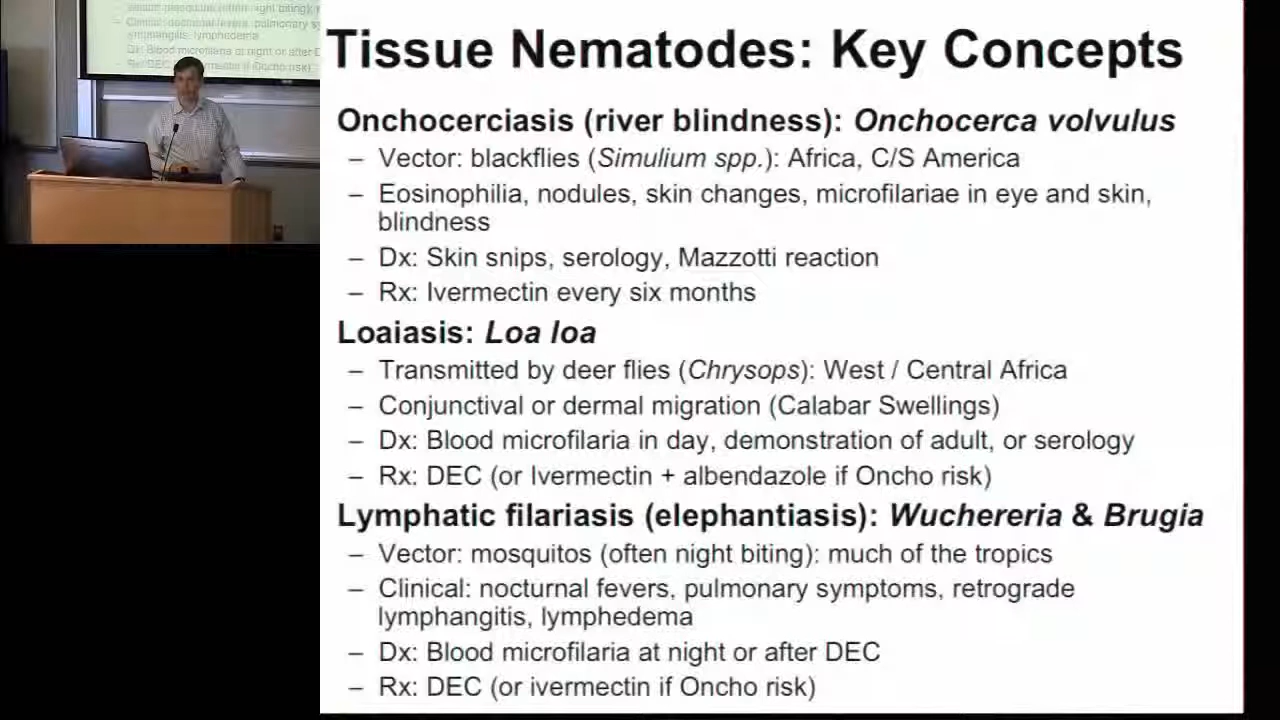 Tissue Nematodes: Key Concepts
Onchocerciasis (river blindness): Onchocerca volvulus
– Vector: blackflies (Simulium spp.): Africa, C/S America
– Eosinophilia, nodules, skin changes, microfilariae in eye and skin,
blindness
– Dx: Skin snips, serology, Mazzotti reaction
– Rx: Ivermectin every six months
Loaiasis: Loa loa
– Transmitted by deer flies (Chrysops): West / Central Africa
– Conjunctival or dermal migration (Calabar Swellings)
– Dx: Blood microfilaria in day, demonstration of adult, or serology
– Rx: DEC (or Ivermectin + albendazole if Oncho risk)
Lymphatic filariasis (elephantiasis): Wuchereria & Brugia
– Vector: mosquitos (often night biting): much of the tropics
– Clinical: nocturnal fevers, pulmonary symptoms, retrograde
lymphangitis, lymphedema
– Dx: Blood microfilaria at night or after DEC
– Rx: DEC (or ivermectin if Oncho risk)